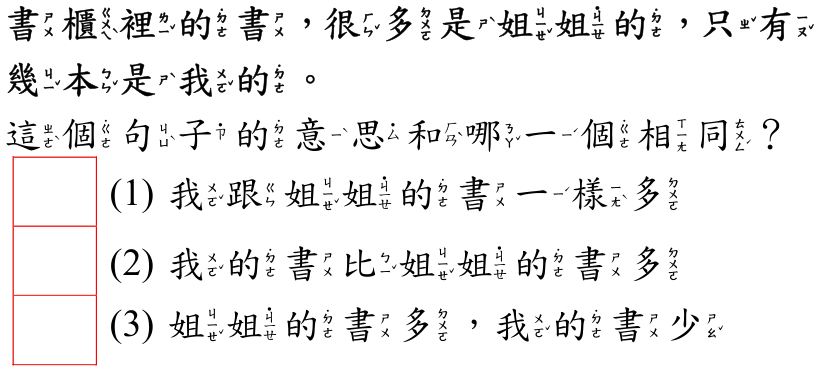 書櫃裡的書，很多是姐姐的，只有
幾本是我的。
這個句子的意思和哪一個相同？
(1) 我跟姐姐的書一樣多
(2) 我的書比姐姐的書多
(3) 姐姐的書多，我的書少